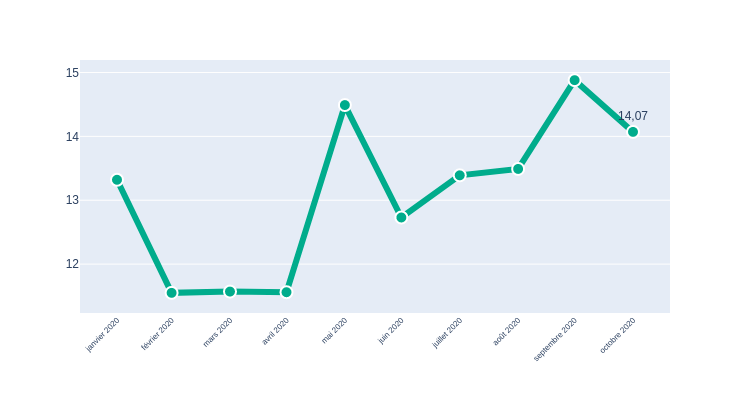 15
14,07
14
13
12
janvier 2020
février 2020
mars 2020
avril 2020
mai 2020
juin 2020
juillet 2020
août 2020
septembre 2020
octobre 2020